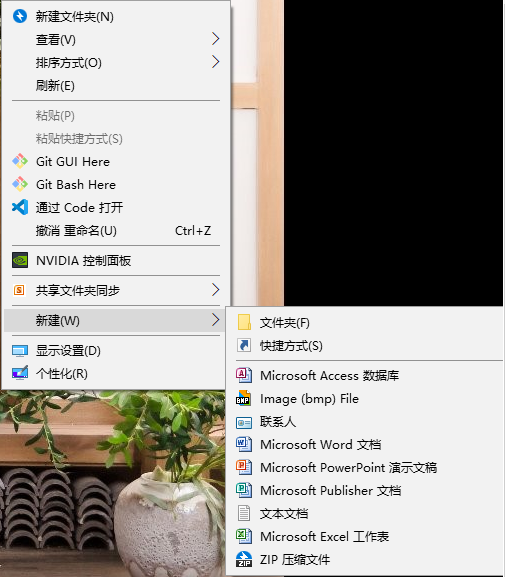 新建文件夹(N)
查看(V)
排序方式(O)
刷新(E)
粘贴(P)
粘贴快捷方式(S)
Git GUI Here
Git Bash Here
通过 Code 打开
撤消 重命名(U) Ctrl+Z
NVIDIA 控制面板
共享文件夹同步
新建(W)
显示设置(D)
个性化(R)
文件夹(F)
快捷方式(S)
Microsoft Access 数据库
Image (bmp) File
联系人
Microsoft Word 文档
Microsoft PowerPoint 演示文稿
Microsoft Publisher 文档
文本文档
Microsoft Excel 工作表
ZIP 压缩文件